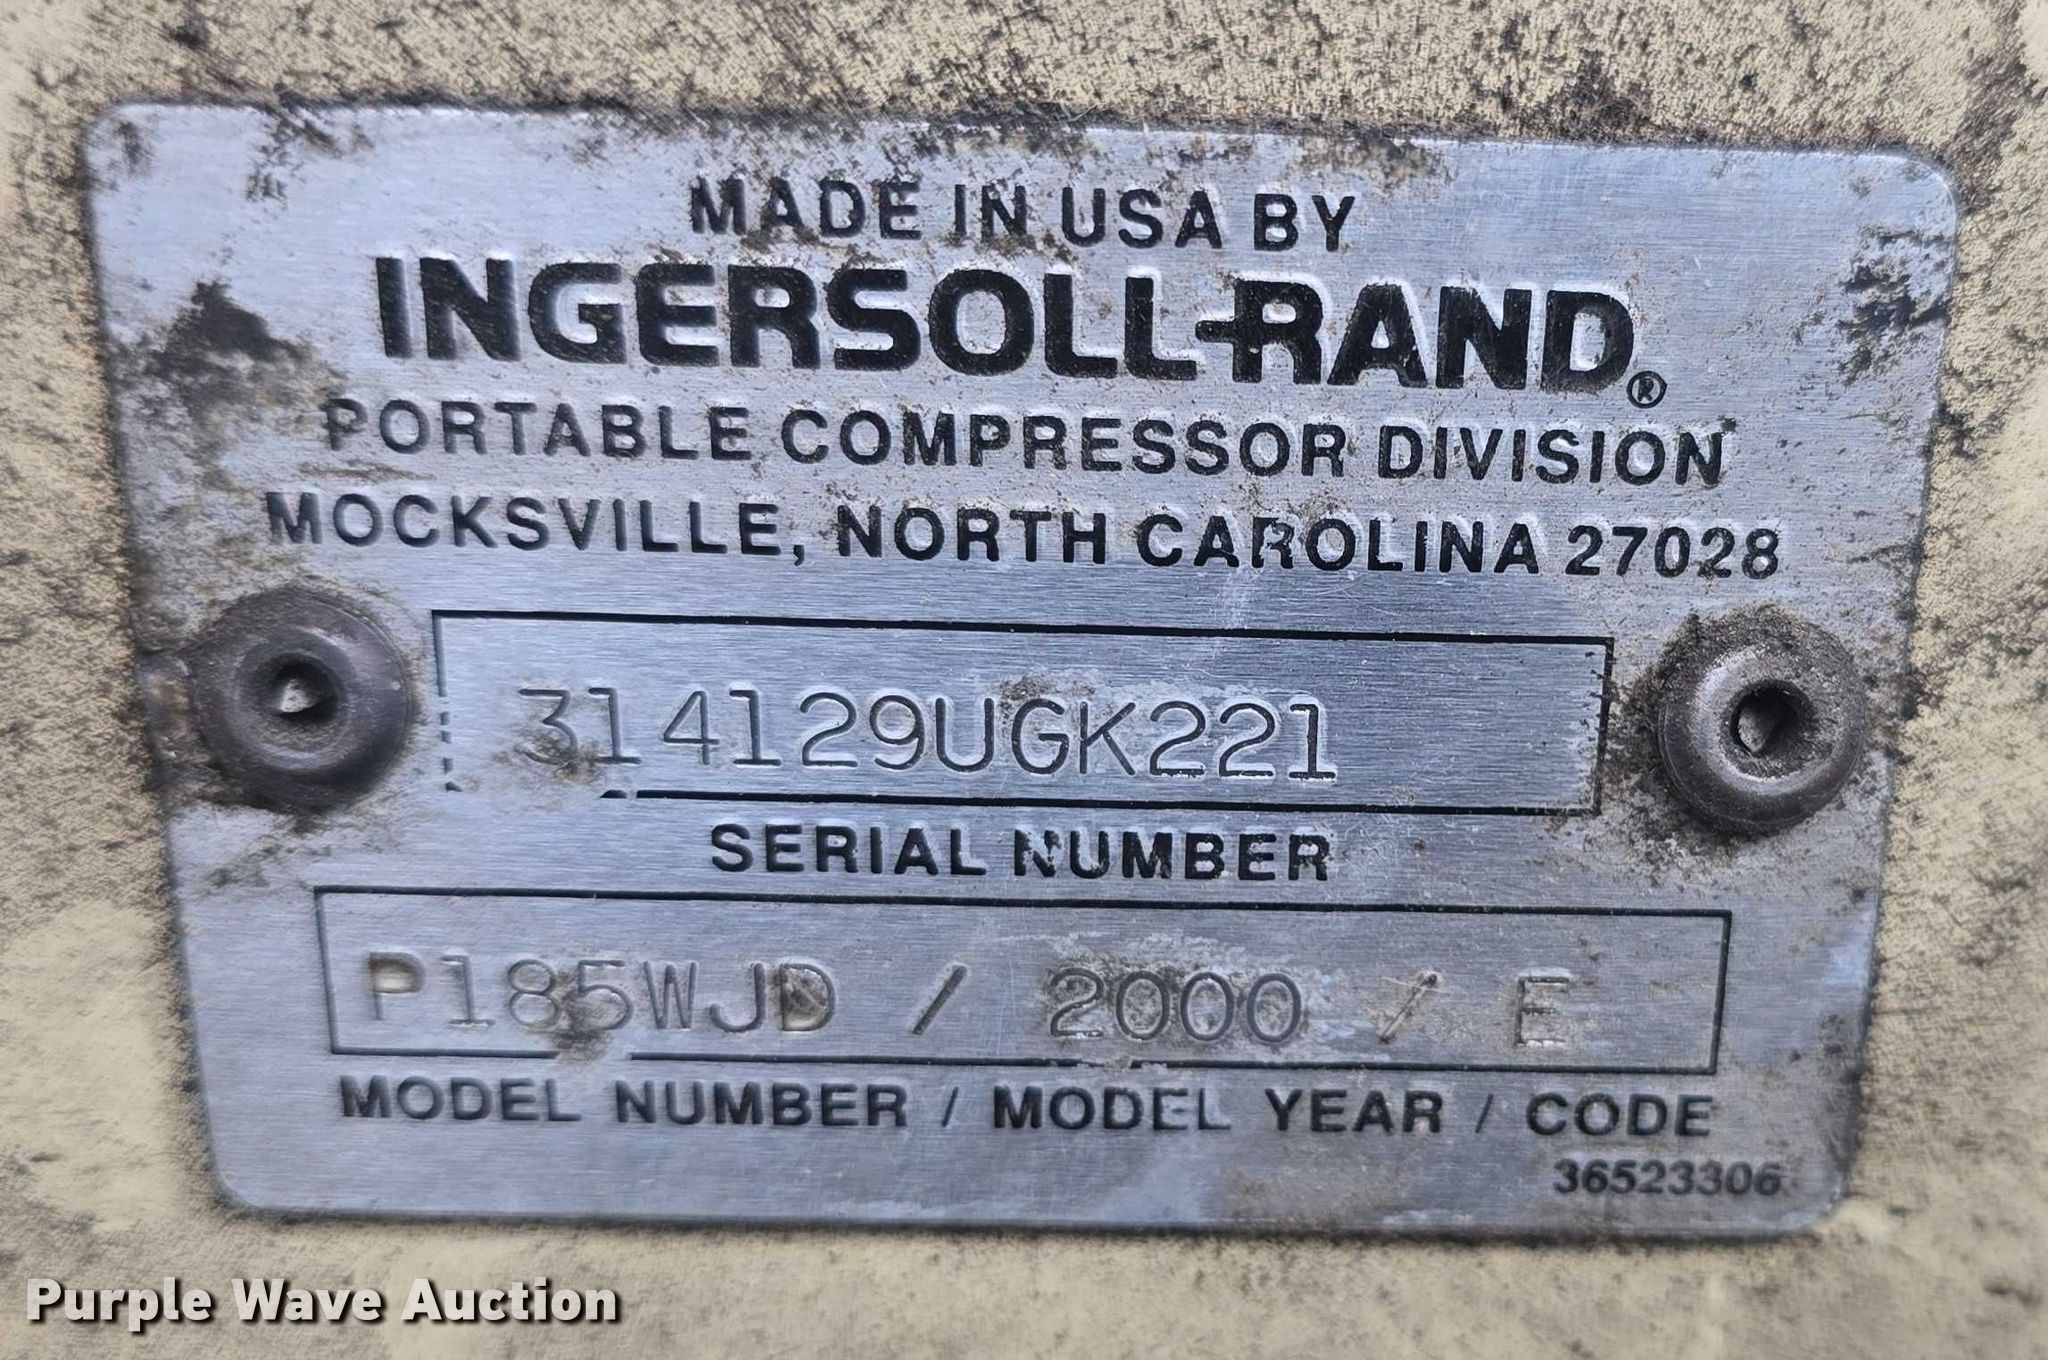 MADE IN USA BY
INGERSOLL-RAND®
PORTABLE COMPRESSOR DIVISION
MOCKSVILLE, NORTH CAROLINA 27028
314129UGK221
SERIAL NUMBER
P185WJD / 2000 / E
MODEL NUMBER / MODEL YEAR / CODE
36523306
Purple Wave Auction